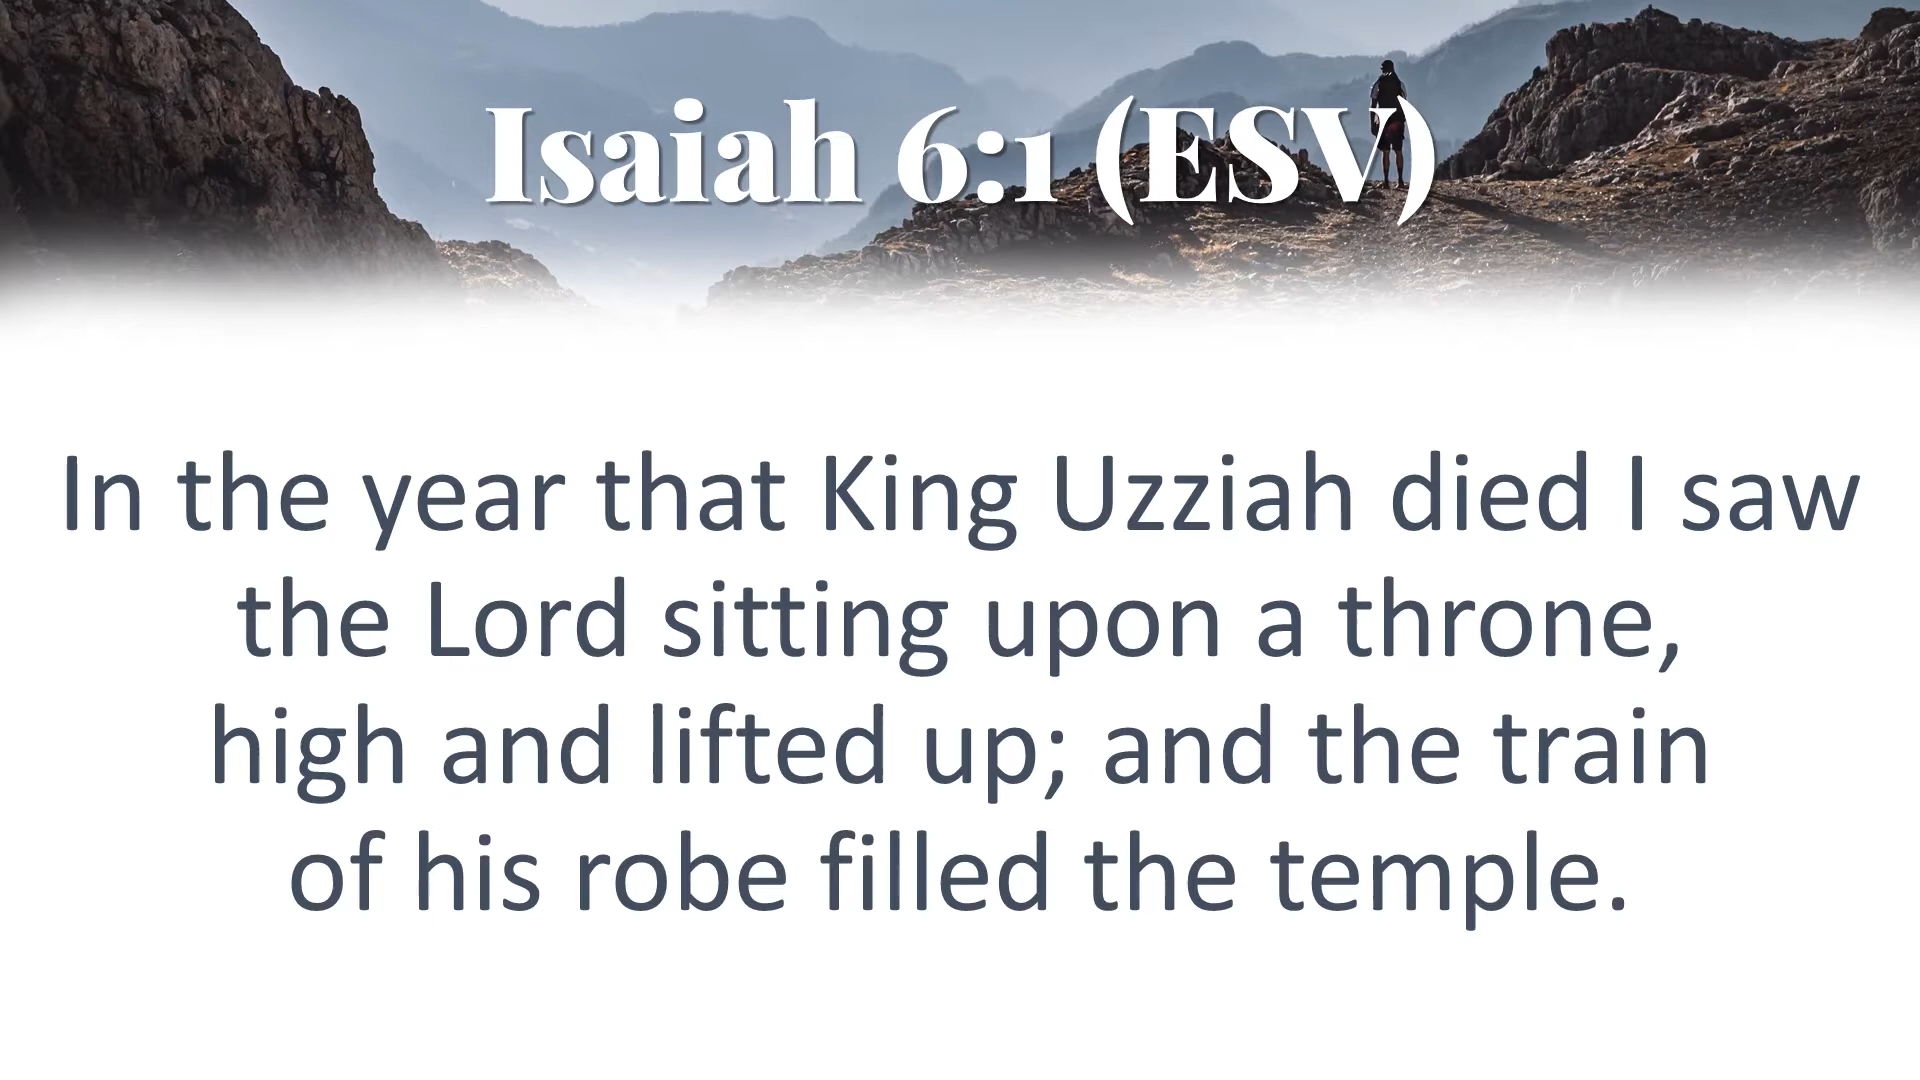 Isaiah 6:1 (ESV)
In the year that King Uzziah died I saw
the Lord sitting upon a throne,
high and lifted up; and the train
of his robe filled the temple.